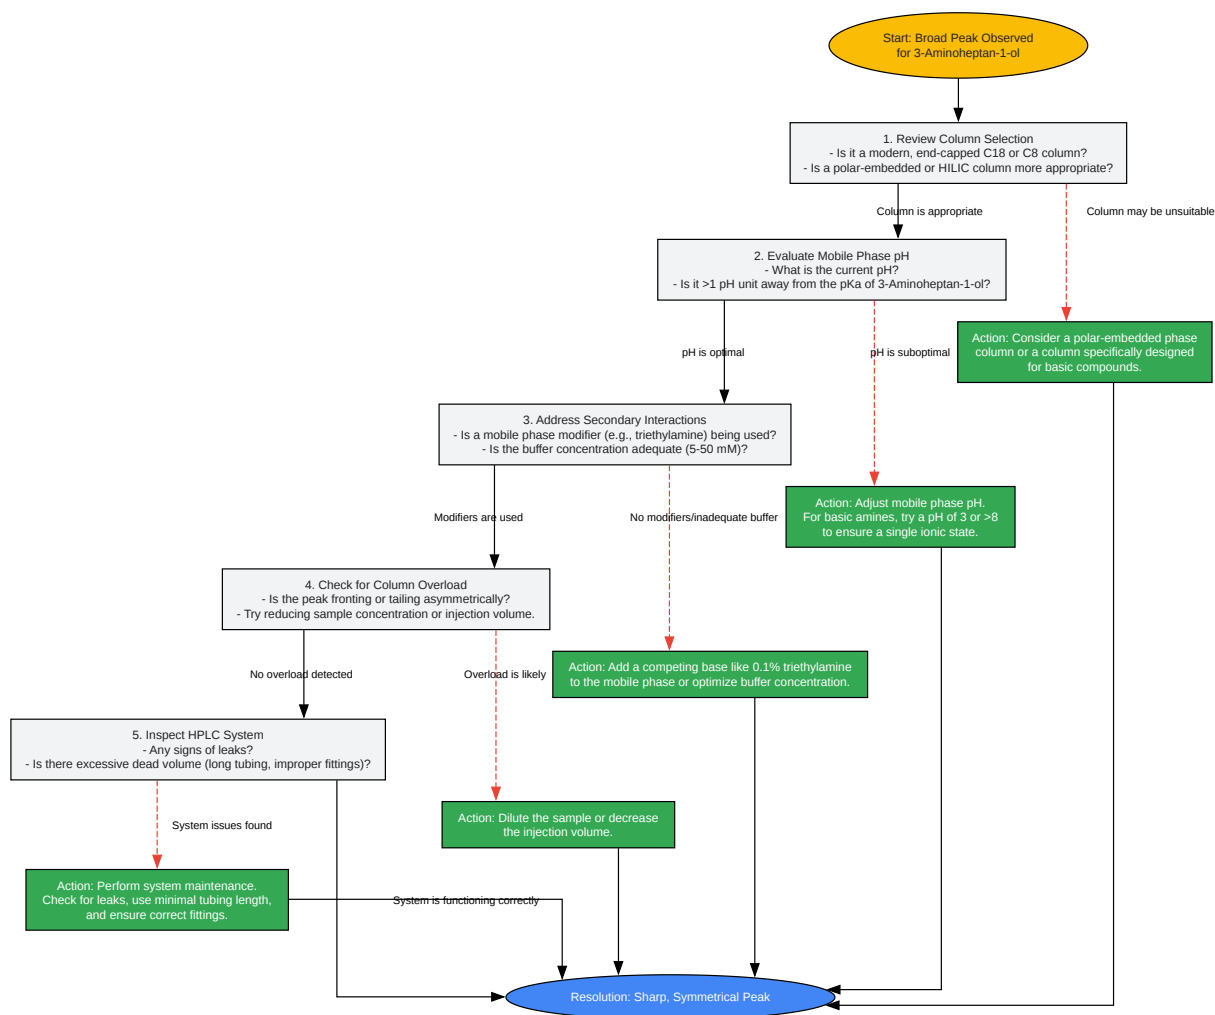 Start: Broad Peak Observed
for 3-Aminoheptan-1-ol
1. Review Column Selection
- Is it a modern, end-capped C18 or C8 column?
- Is a polar-embedded or HILIC column more appropriate?
Column is appropriate
Column may be unsuitable
2. Evaluate Mobile Phase pH
- What is the current pH?
- Is it >1 pH unit away from the pKa of 3-Aminoheptan-1-ol?
pH is optimal
pH is suboptimal
Action: Consider a polar-embedded phase
column or a column specifically designed
for basic compounds.
3. Address Secondary Interactions
- Is a mobile phase modifier (e.g., triethylamine) being used?
- Is the buffer concentration adequate (5-50 mM)?
Modifiers are used
No modifiers/inadequate buffer
Action: Adjust mobile phase pH.
For basic amines, try a pH of 3 or >8
to ensure a single ionic state.
4. Check for Column Overload
- Is the peak fronting or tailing asymmetrically?
- Try reducing sample concentration or injection volume.
No overload detected
Overload is likely
Action: Add a competing base like 0.1% triethylamine
to the mobile phase or optimize buffer concentration.
5. Inspect HPLC System
- Any signs of leaks?
- Is there excessive dead volume (long tubing, improper fittings)?
System issues found
Action: Dilute the sample or decrease
the injection volume.
Action: Perform system maintenance.
Check for leaks, use minimal tubing length,
and ensure correct fittings.
System is functioning correctly
Resolution: Sharp, Symmetrical Peak